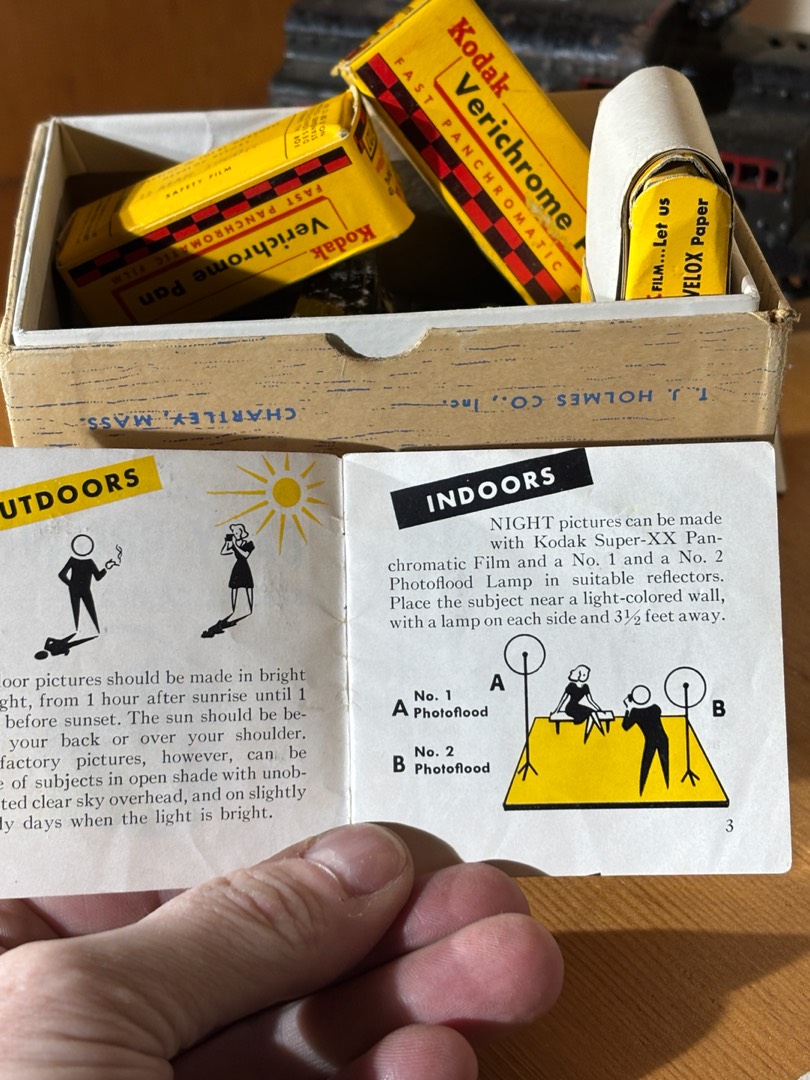 Kodak
Verichrome
FAST PANCHROMATIC
SAFETY FILM
FAST PANCHROMATIC FILM
Kodak
Verichrome Pan
FILM... Let us
VELOX Paper
T. J. HOLMES CO., Inc.
CHARTLEY, MASS.
UTDOORS
oor pictures should be made in bright
ght, from 1 hour after sunrise until 1
before sunset. The sun should be be-
your back or over your shoulder.
factory pictures, however, can be
e of subjects in open shade with unob-
ted clear sky overhead, and on slightly
ly days when the light is bright.
INDOORS
NIGHT pictures can be made
with Kodak Super-XX Pan-
chromatic Film and a No. 1 and a No. 2
Photoflood Lamp in suitable reflectors.
Place the subject near a light-colored wall,
with a lamp on each side and 3½ feet away.
A No. 1
Photoflood
B No. 2
Photoflood
A
B
3